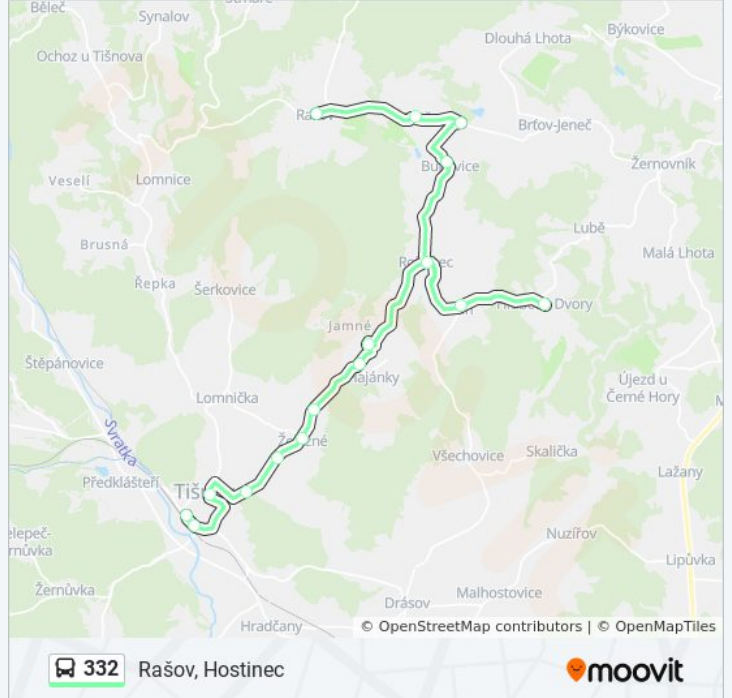 Běleč
Synalov
Býkovice
Dlouhá Lhota
Ochoz u Tišnova
Brťov-Jeneč
Žernovník
Veselí
Lomnice
Lubě
Brusná
Malá Lhota
Řepka
Šerkovice
Dvory
Jamné
Štěpánovice
Újezd u
Černé Hory
Lomnička
Svratka
Všechovice
Skalička
Lažany
Předklášteří
Nuzířov
Lipůvka
Žernůvka
Malhostovice
Drásov
Hradčany
© OpenStreetMap contributors | © OpenMapTiles
332 Rašov, Hostinec
moovit